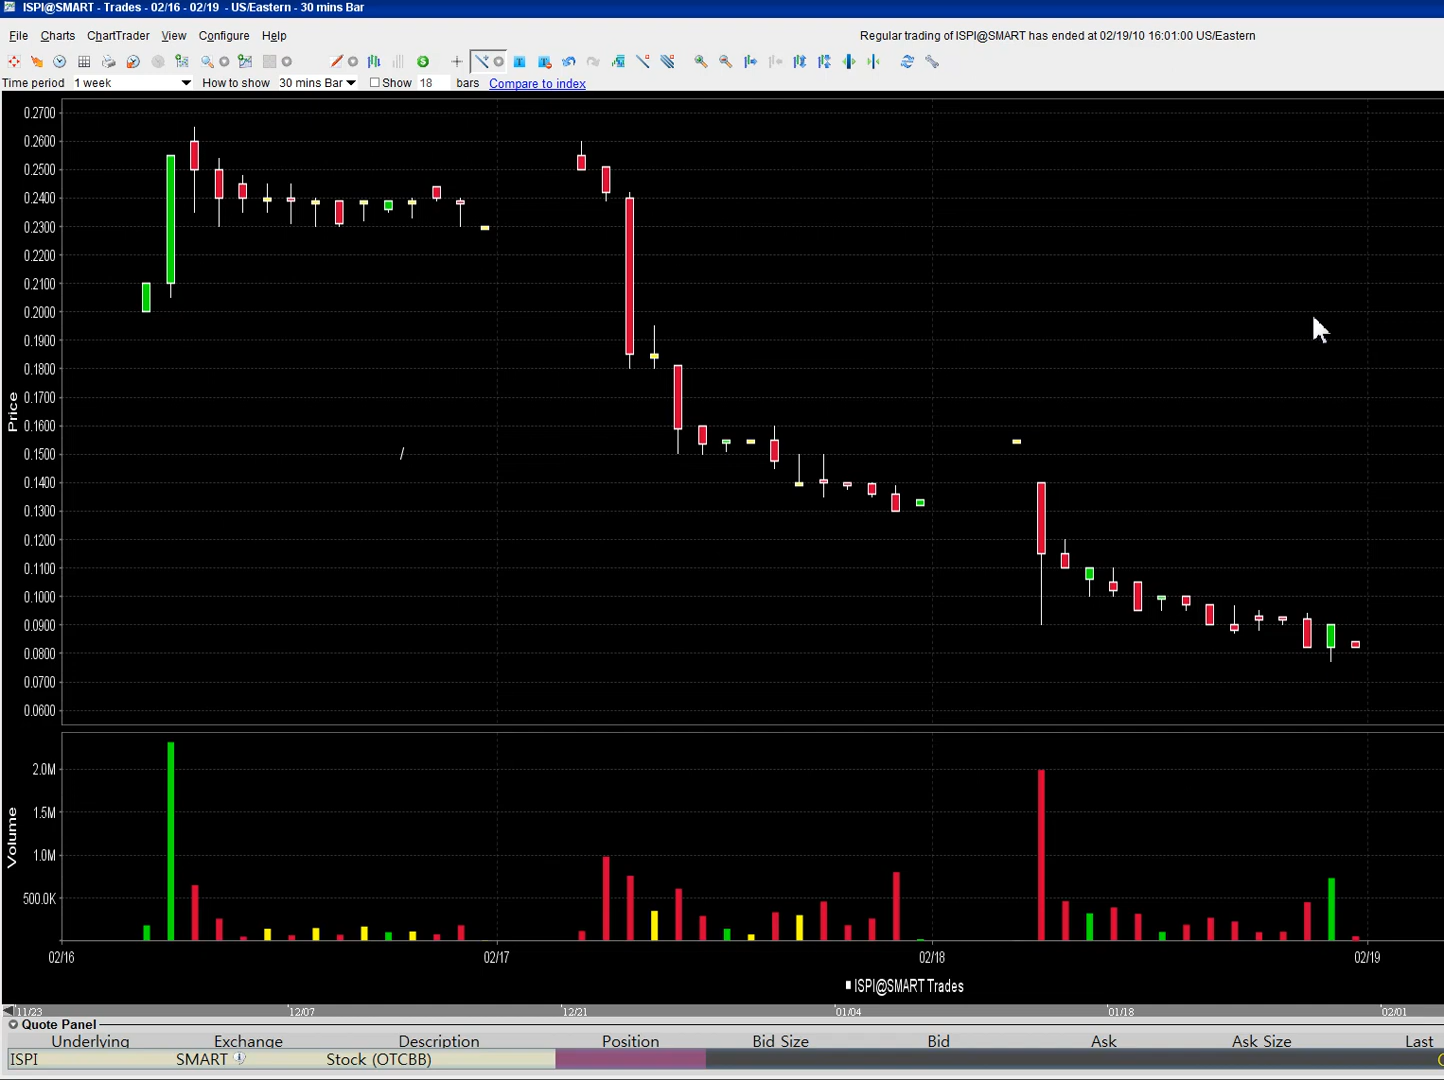 ISPI@SMART - Trades - 02/16 - 02/19 - US/Eastern - 30 mins Bar
File Charts ChartTrader View Configure Help Regular trading of ISPI@SMART has ended at 02/19/10 16:01:00 US/Eastern
Time period 1 week How to show 30 mins Bar Show 18 bars Compare to index
0.2700
0.2600
0.2500
0.2400
0.2300
0.2200
0.2100
0.2000
0.1900
0.1800
0.1700
0.1600
0.1500
0.1400
0.1300
0.1200
0.1100
0.1000
0.0900
0.0800
0.0700
0.0600
Price
2.0M
1.5M
1.0M
500.0K
Volume
02/16 02/17 02/18 02/19
ISPI@SMART Trades
11/23 12/07 12/21 01/04 01/18 02/01
Quote Panel
Underlying Exchange Description Position Bid Size Bid Ask Ask Size Last
ISPI SMART Stock (OTCBB)